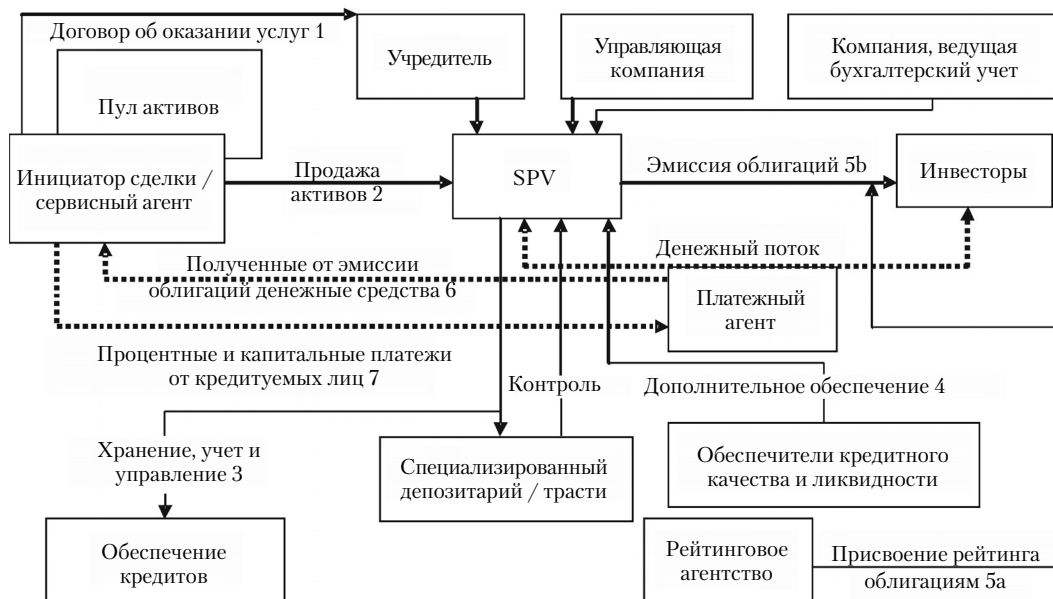 Договор об оказании услуг 1
Учредитель
Управляющая
компания
Компания, ведущая
бухгалтерский учет
Пул активов
Инициатор сделки /
сервисный агент
Продажа
активов 2
SPV
Эмиссия облигаций 5b
Инвесторы
Денежный поток
Полученные от эмиссии
облигаций денежные средства 6
Платежный
агент
Процентные и капитальные платежи
от кредитуемых лиц 7
Контроль
Дополнительное обеспечение 4
Хранение, учет и
управление 3
Специализированный
депозитарий / трасти
Обеспечители кредитного
качества и ликвидности
Обеспечение
кредитов
Рейтинговое
агентство
Присвоение рейтинга
облигациям 5a